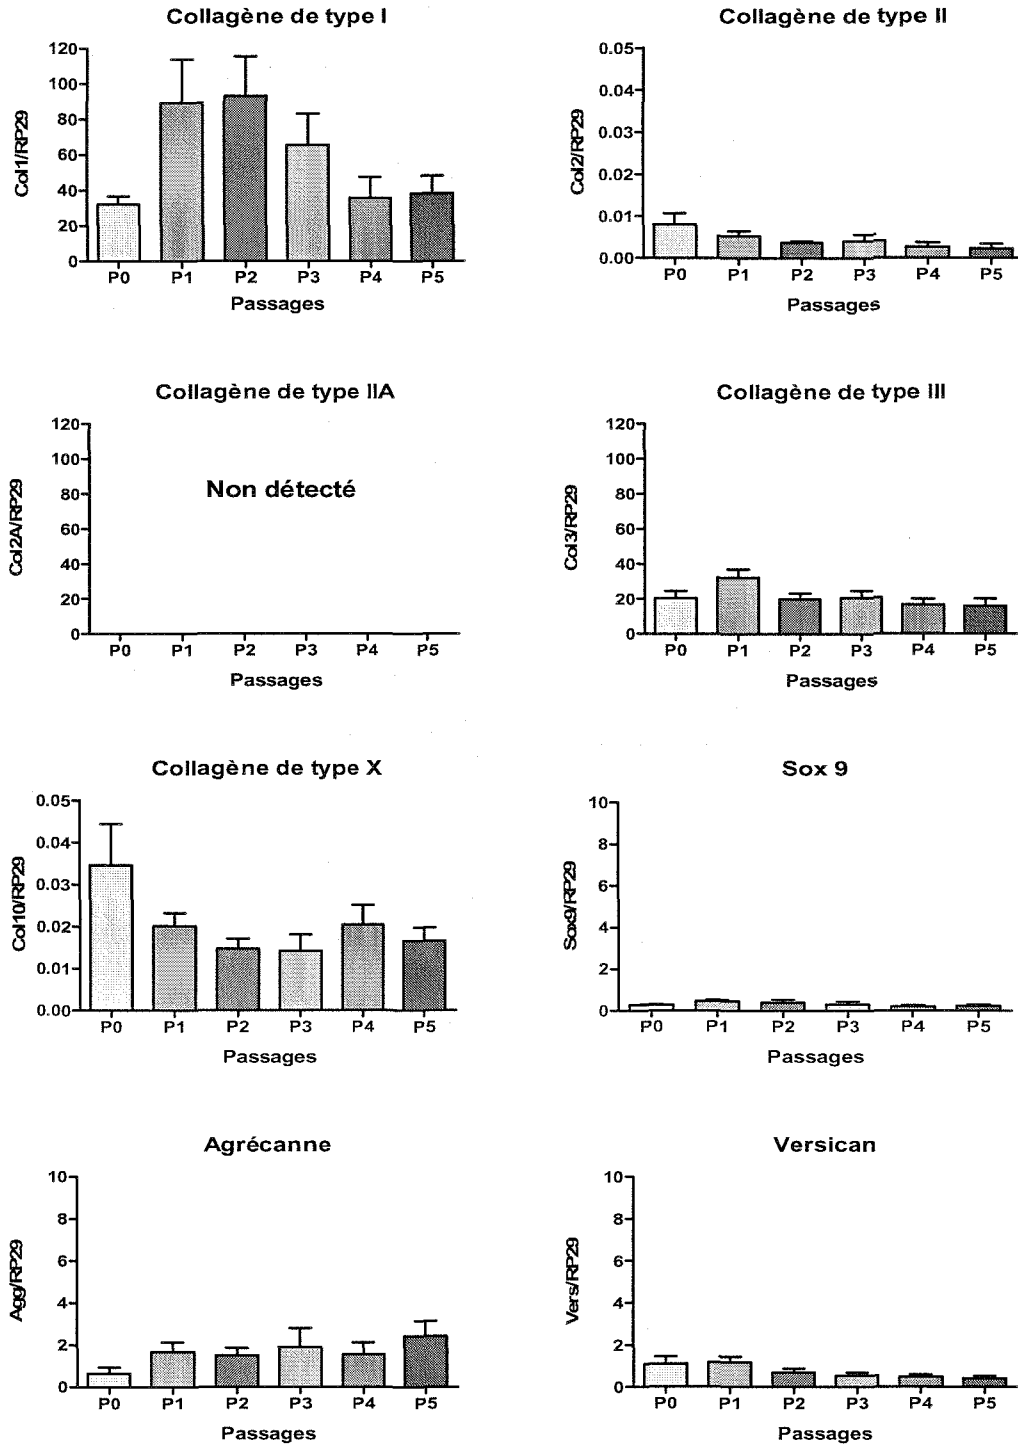 Collagène de type I
Col1/RP29
120
100
80
60
40
20
0
P0 P1 P2 P3 P4 P5
Passages
Collagène de type II
Col2/RP29
0.05
0.04
0.03
0.02
0.01
0.00
P0 P1 P2 P3 P4 P5
Passages
Collagène de type IIA
Col2A/RP29
120
100
80
60
40
20
0
Non détecté
P0 P1 P2 P3 P4 P5
Passages
Collagène de type III
Col3/RP29
120
100
80
60
40
20
0
P0 P1 P2 P3 P4 P5
Passages
Collagène de type X
Col10/RP29
0.05
0.04
0.03
0.02
0.01
0.00
P0 P1 P2 P3 P4 P5
Passages
Sox 9
Sox9/RP29
10
8
6
4
2
0
P0 P1 P2 P3 P4 P5
Passages
Agrécanne
Agg/RP29
10
8
6
4
2
0
P0 P1 P2 P3 P4 P5
Passages
Versican
Vers/RP29
10
8
6
4
2
0
P0 P1 P2 P3 P4 P5
Passages